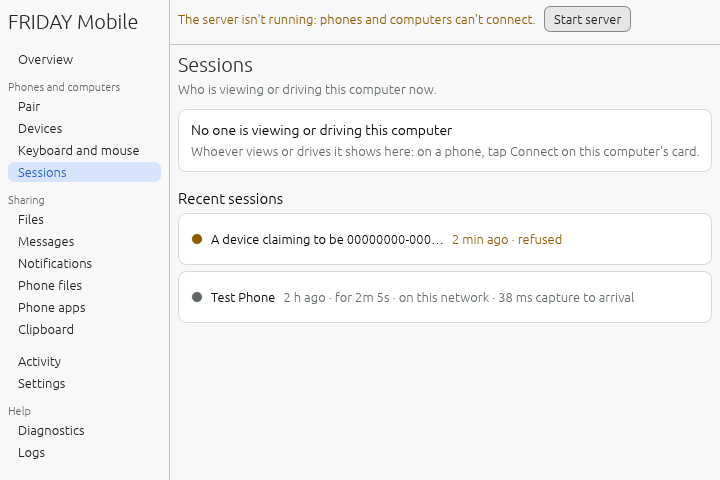 FRIDAY Mobile
Overview
Phones and computers
Pair
Devices
Keyboard and mouse
Sessions
Sharing
Files
Messages
Notifications
Phone files
Phone apps
Clipboard
Activity
Settings
Help
Diagnostics
Logs
The server isn't running: phones and computers can't connect. Start server
Sessions
Who is viewing or driving this computer now.
No one is viewing or driving this computer
Whoever views or drives it shows here: on a phone, tap Connect on this computer's card.
Recent sessions
A device claiming to be 00000000-000… 2 min ago · refused
Test Phone 2 h ago · for 2m 5s · on this network · 38 ms capture to arrival